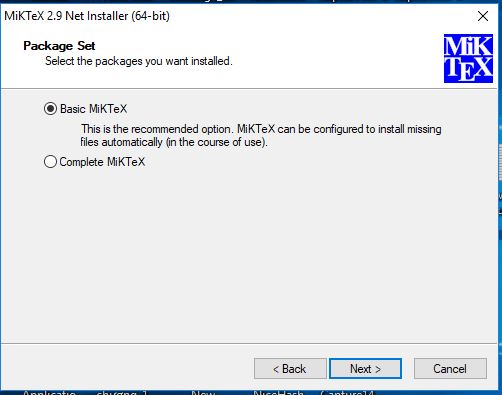 MiKTeX 2.9 Net Installer (64-bit)
Package Set
Select the packages you want installed.
MiK
TEX
Basic MiKTeX
This is the recommended option. MiKTeX can be configured to install missing
files automatically (in the course of use).
Complete MiKTeX
< Back Next > Cancel
Applicatio... chương 1 New NiceHash Capture14